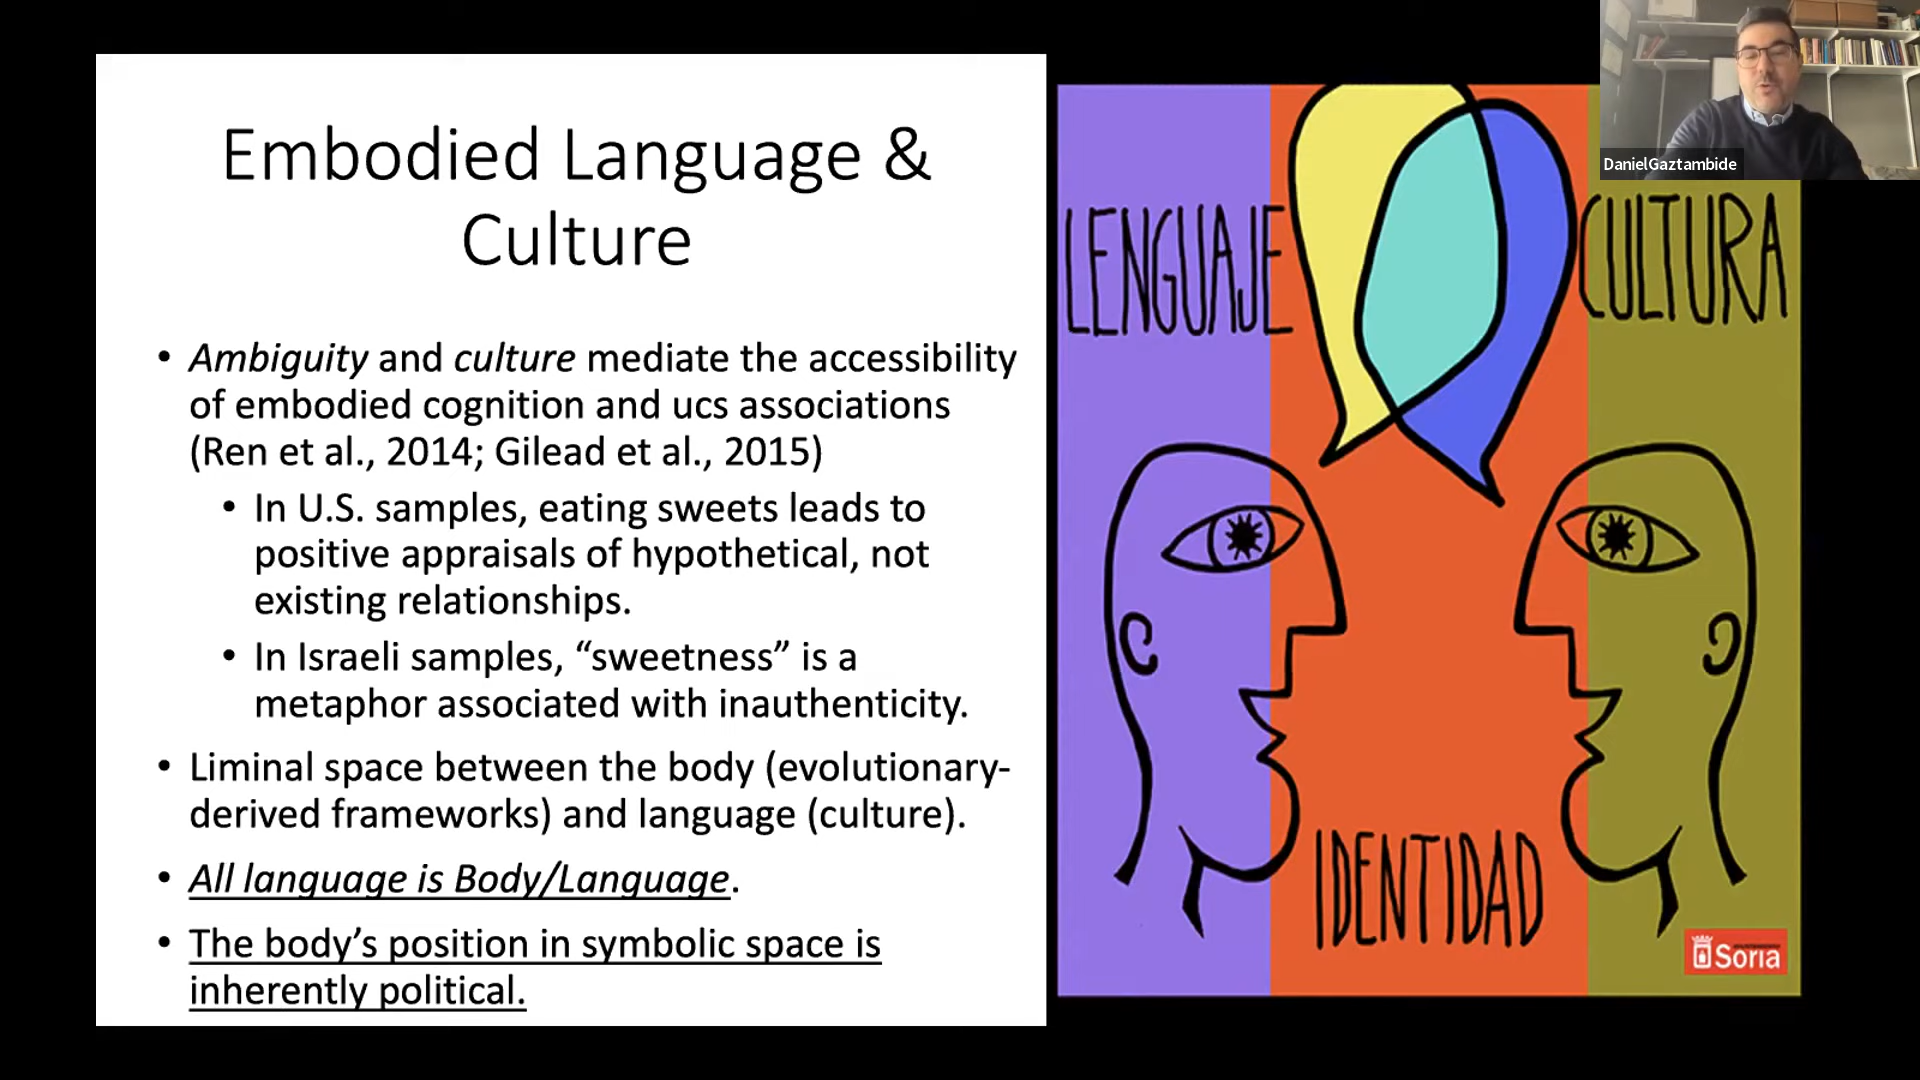 Embodied Language &
Culture
• Ambiguity and culture mediate the accessibility
of embodied cognition and ucs associations
(Ren et al., 2014; Gilead et al., 2015)
• In U.S. samples, eating sweets leads to
positive appraisals of hypothetical, not
existing relationships.
• In Israeli samples, “sweetness” is a
metaphor associated with inauthenticity.
• Liminal space between the body (evolutionary-
derived frameworks) and language (culture).
• All language is Body/Language.
• The body’s position in symbolic space is
inherently political.
LENGUAJE
CULTURA
IDENTIDAD
Soria
DanielGaztambide